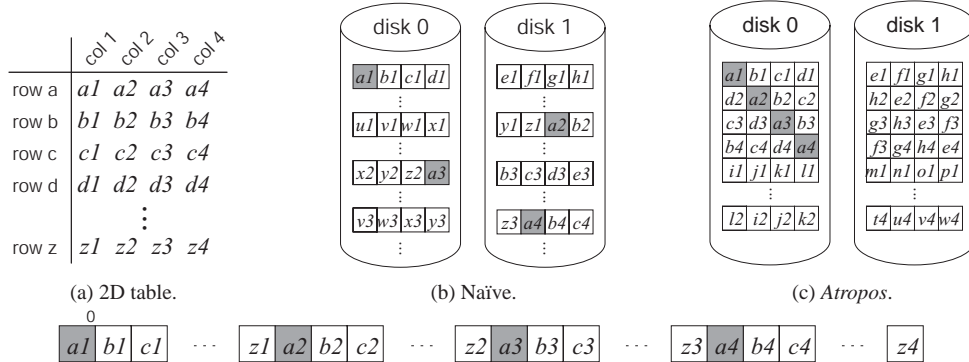 col 1 col 2 col 3 col 4
row a a1 a2 a3 a4
row b b1 b2 b3 b4
row c c1 c2 c3 c4
row d d1 d2 d3 d4
⋮
row z z1 z2 z3 z4
(a) 2D table.
disk 0
a1 b1 c1 d1
⋮
u1 v1 w1 x1
⋮
x2 y2 z2 a3
⋮
v3 w3 x3 y3
⋮
disk 1
e1 f1 g1 h1
⋮
y1 z1 a2 b2
⋮
b3 c3 d3 e3
⋮
z3 a4 b4 c4
⋮
(b) Naïve.
disk 0
a1 b1 c1 d1
d2 a2 b2 c2
c3 d3 a3 b3
b4 c4 d4 a4
i1 j1 k1 l1
⋮
l2 i2 j2 k2
disk 1
e1 f1 g1 h1
h2 e2 f2 g2
g3 h3 e3 f3
f3 g4 h4 e4
m1 n1 o1 p1
⋮
t4 u4 v4 w4
(c) Atropos.
0
a1 b1 c1 ··· z1 a2 b2 c2 ··· z2 a3 b3 c3 ··· z3 a4 b4 c4 ··· z4